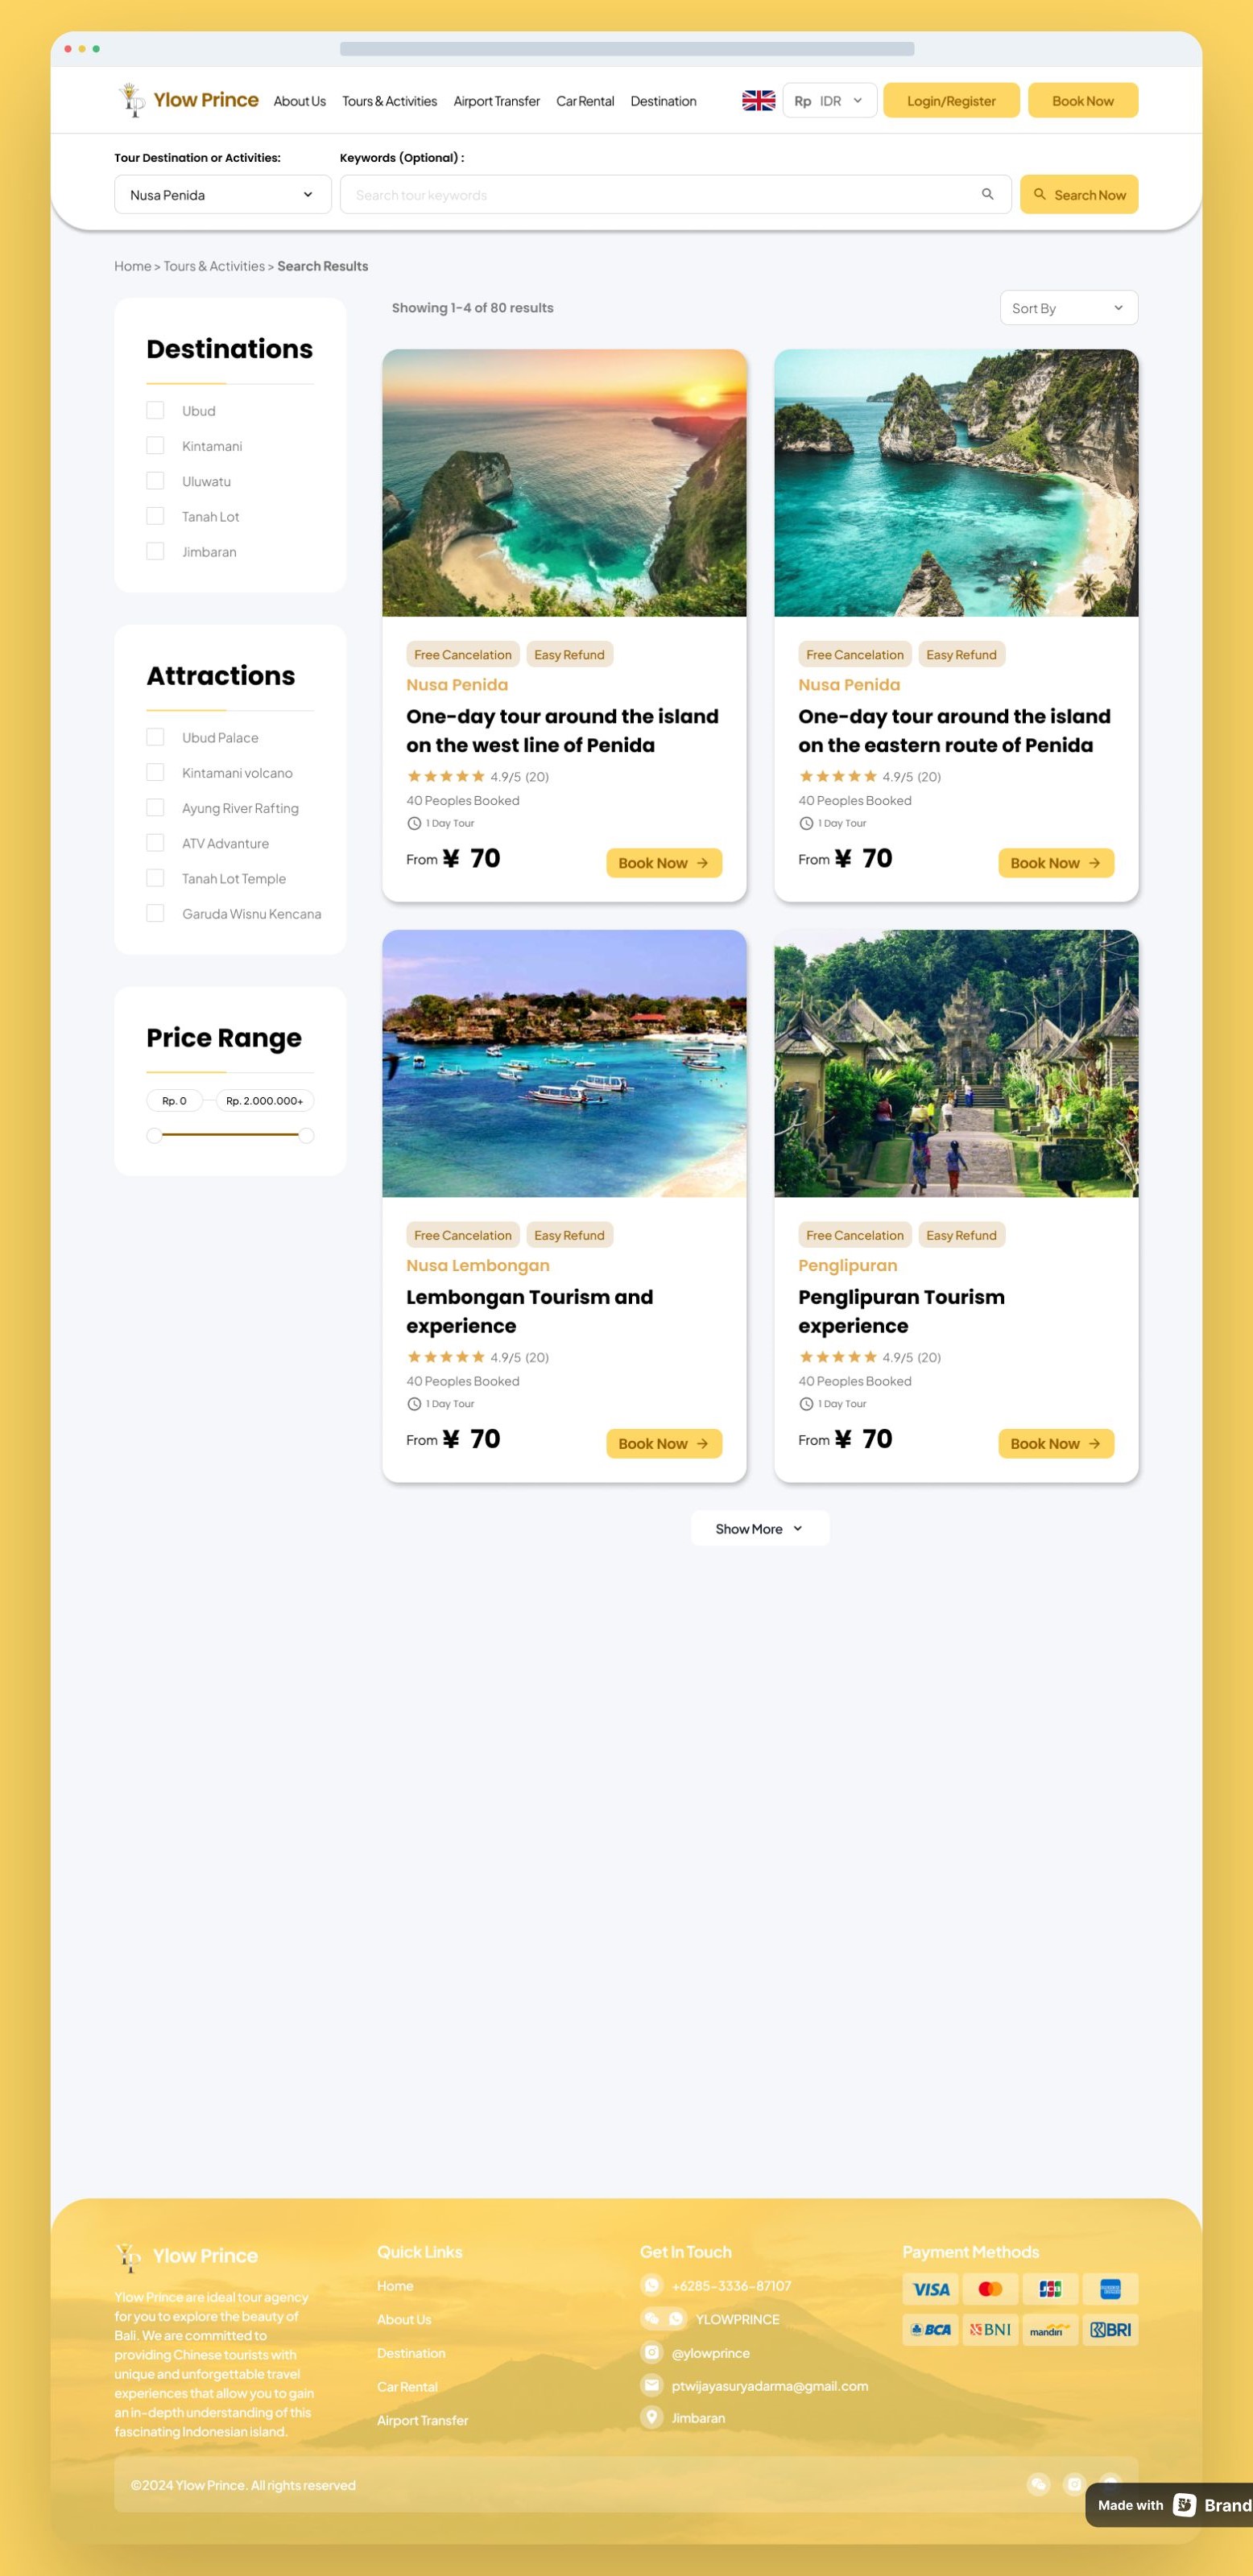 Ylow Prince
About Us
Tours & Activities
Airport Transfer
Car Rental
Destination
Rp IDR
Login/Register
Book Now
Tour Destination or Activities:
Keywords (Optional) :
Nusa Penida
Search tour keywords
Search Now
Home > Tours & Activities > Search Results
Destinations
Ubud
Kintamani
Uluwatu
Tanah Lot
Jimbaran
Attractions
Ubud Palace
Kintamani volcano
Ayung River Rafting
ATV Advanture
Tanah Lot Temple
Garuda Wisnu Kencana
Price Range
Rp. 0
Rp. 2.000.000+
Showing 1-4 of 80 results
Sort By
Free Cancelation
Easy Refund
Nusa Penida
One-day tour around the island
on the west line of Penida
4.9/5 (20)
40 Peoples Booked
1 Day Tour
From ¥ 70
Book Now
Free Cancelation
Easy Refund
Nusa Penida
One-day tour around the island
on the eastern route of Penida
4.9/5 (20)
40 Peoples Booked
1 Day Tour
From ¥ 70
Book Now
Free Cancelation
Easy Refund
Nusa Lembongan
Lembongan Tourism and
experience
4.9/5 (20)
40 Peoples Booked
1 Day Tour
From ¥ 70
Book Now
Free Cancelation
Easy Refund
Penglipuran
Penglipuran Tourism
experience
4.9/5 (20)
40 Peoples Booked
1 Day Tour
From ¥ 70
Book Now
Show More
Ylow Prince
Ylow Prince are ideal tour agency
for you to explore the beauty of
Bali. We are committed to
providing Chinese tourists with
unique and unforgettable travel
experiences that allow you to gain
an in-depth understanding of this
fascinating Indonesian island.
Quick Links
Home
About Us
Destination
Car Rental
Airport Transfer
Get In Touch
+6285-3336-87107
YLOWPRINCE
@ylowprince
ptwijayasuryadarma@gmail.com
Jimbaran
Payment Methods
VISA
JCB
BCA
BNI
mandiri
BRI
©2024 Ylow Prince. All rights reserved
Made with Brand